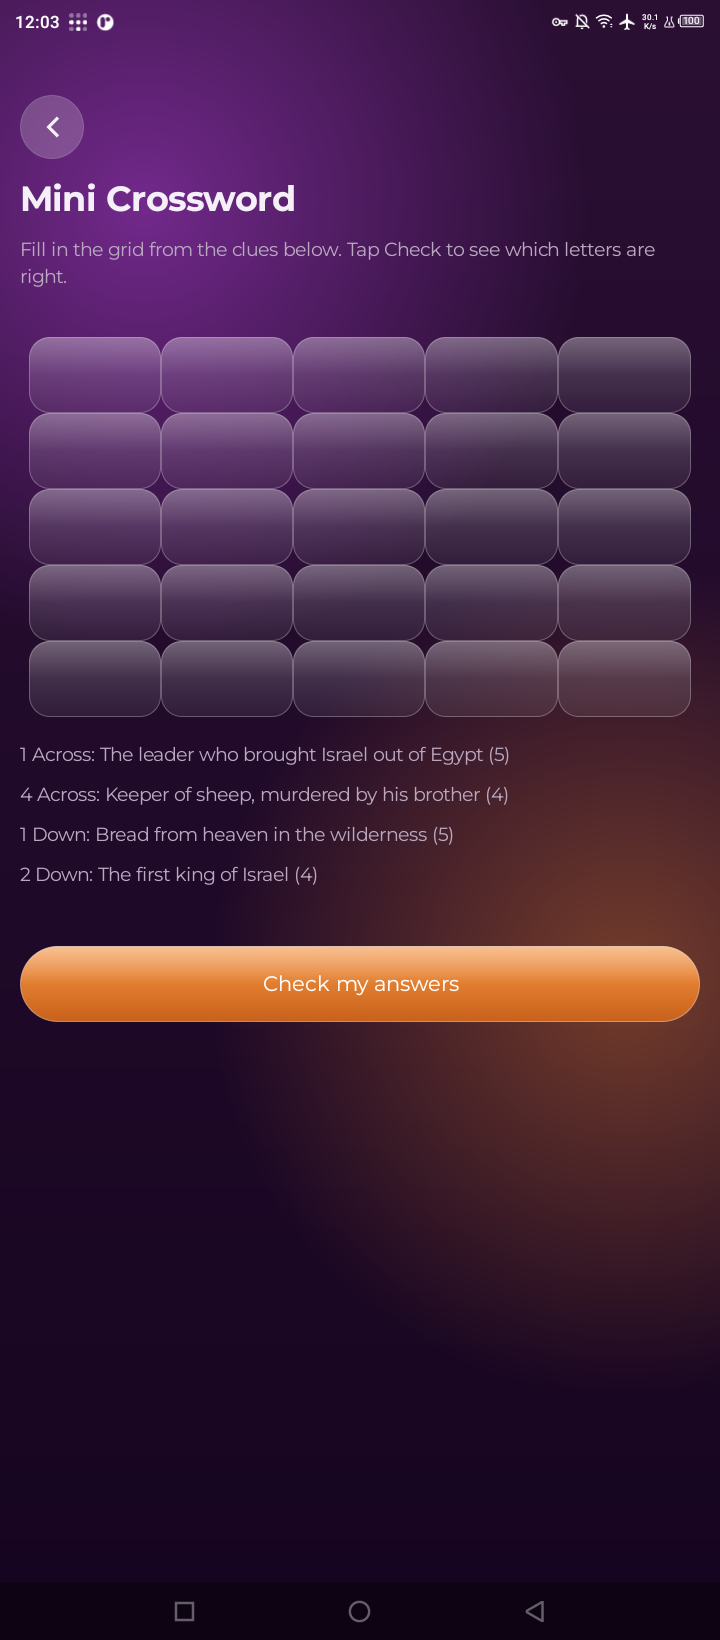 12:03
30.1
K/s
100
Mini Crossword
Fill in the grid from the clues below. Tap Check to see which letters are
right.
1 Across: The leader who brought Israel out of Egypt (5)
4 Across: Keeper of sheep, murdered by his brother (4)
1 Down: Bread from heaven in the wilderness (5)
2 Down: The first king of Israel (4)
Check my answers